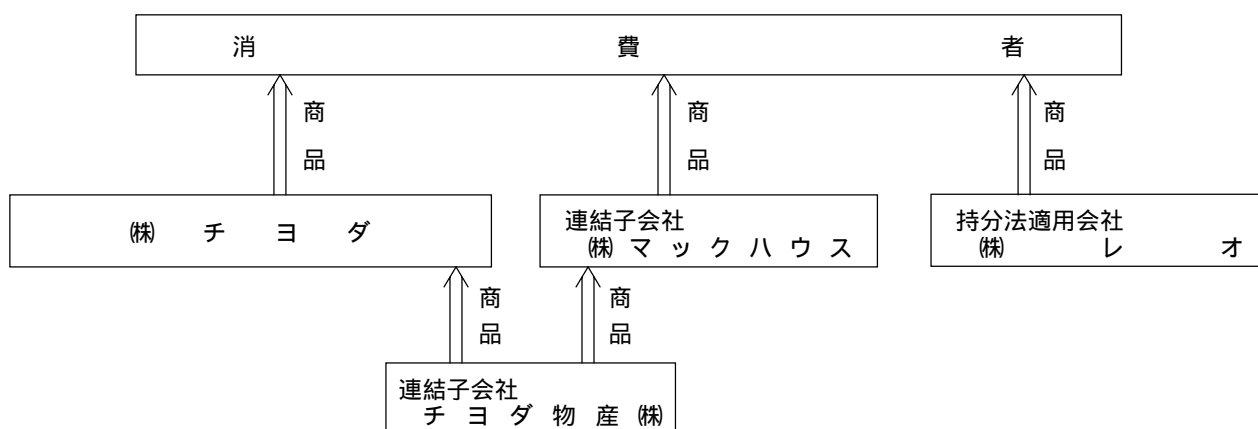 消費者
商品
商品
商品
㈱チヨダ
連結子会社
㈱マックハウス
持分法適用会社
㈱レオ
商品
商品
連結子会社
チヨダ物産㈱